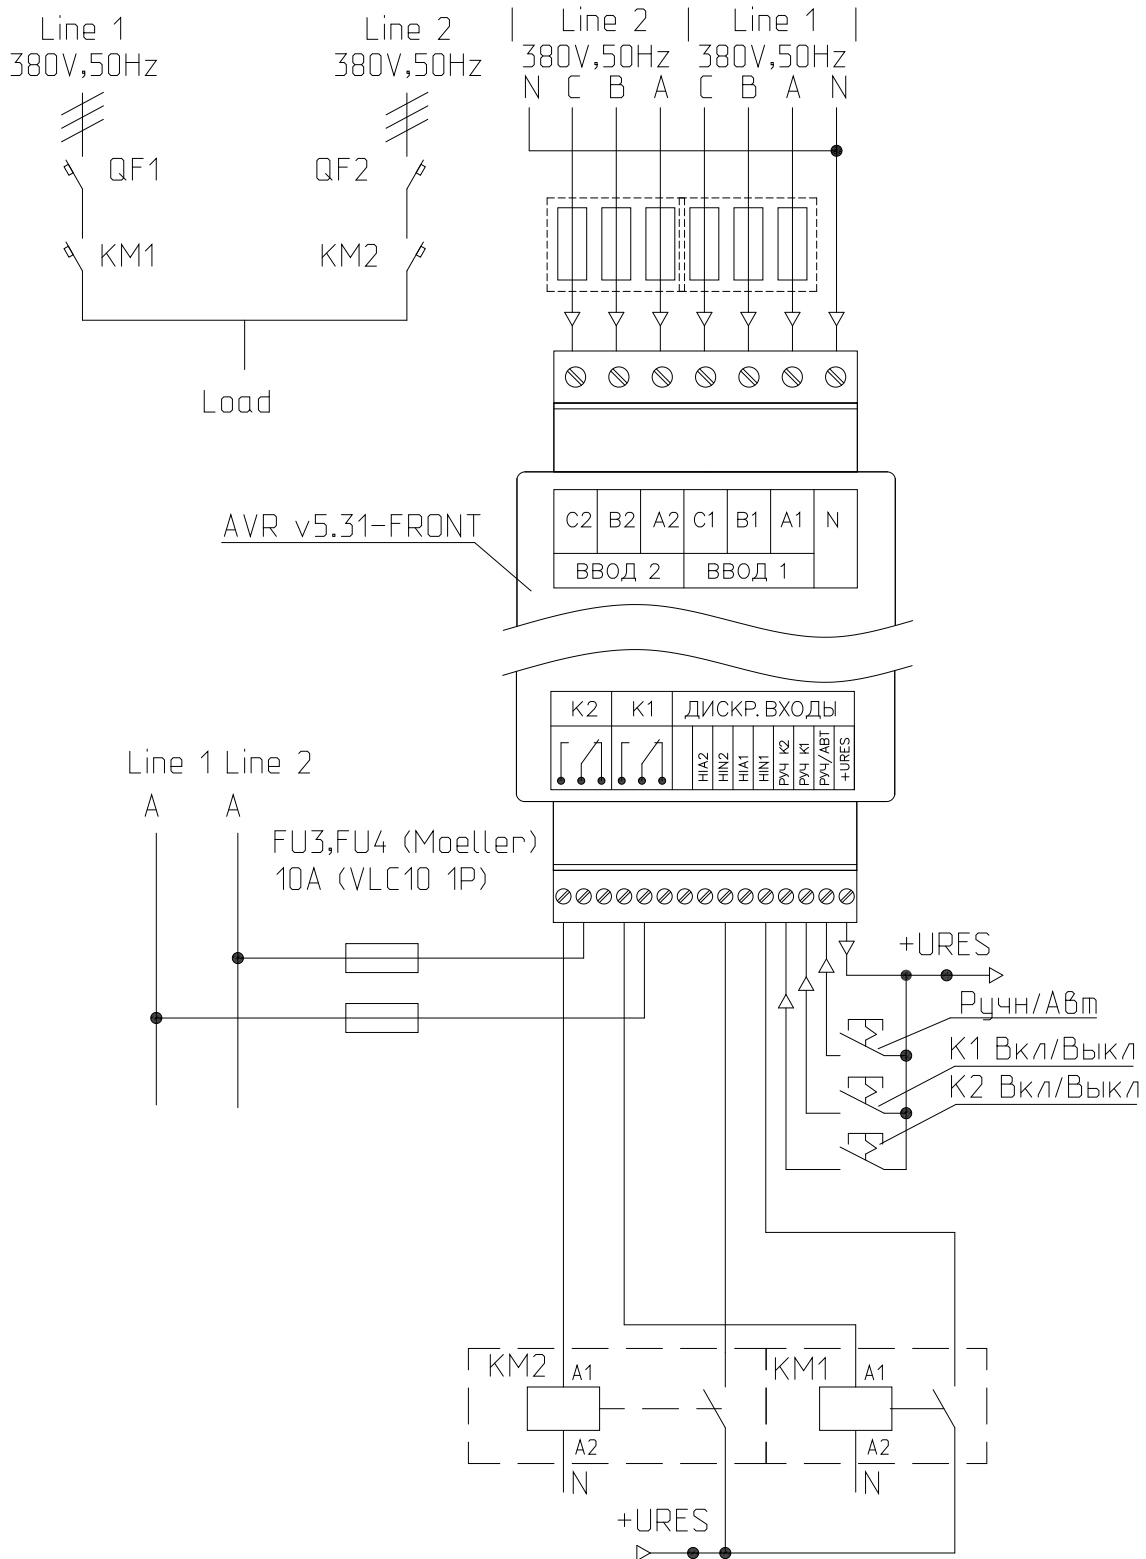 Line 1
380V,50Hz
Line 2
380V,50Hz
Line 2
380V,50Hz
Line 1
380V,50Hz
N C B A C B A N
QF1
QF2
KM1
KM2
Load
AVR v5.31-FRONT
C2 B2 A2 C1 B1 A1 N
ВВОД 2 ВВОД 1
K2 K1 ДИСКР. ВХОДЫ
HIA2
HIN2
HIA1
HIN1
РУЧ K2
РУЧ K1
РУЧ/АВТ
+URES
Line 1 Line 2
A A
FU3,FU4 (Moeller)
10A (VLC10 1P)
+URES
Ручн/Авт
K1 Вкл/Выкл
K2 Вкл/Выкл
KM2
A1
A2
N
KM1
A1
A2
N
+URES